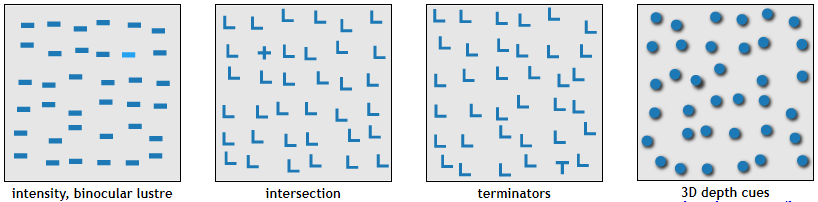 intensity, binocular lustre
intersection
terminators
3D depth cues